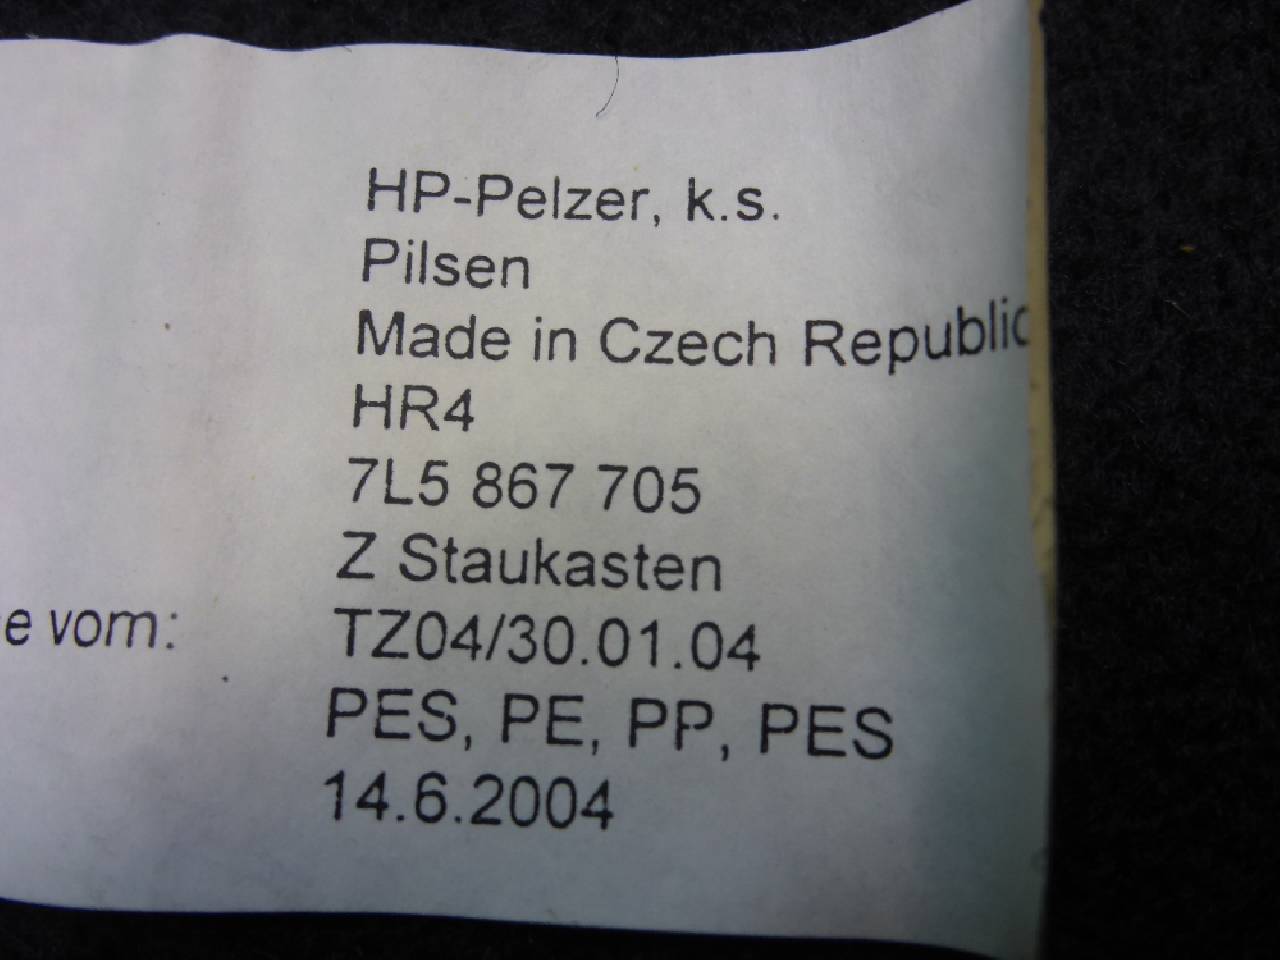 HP-Pelzer, k.s.
Pilsen
Made in Czech Republic
HR4
7L5 867 705
Z Staukasten
e vom: TZ04/30.01.04
PES, PE, PP, PES
14.6.2004